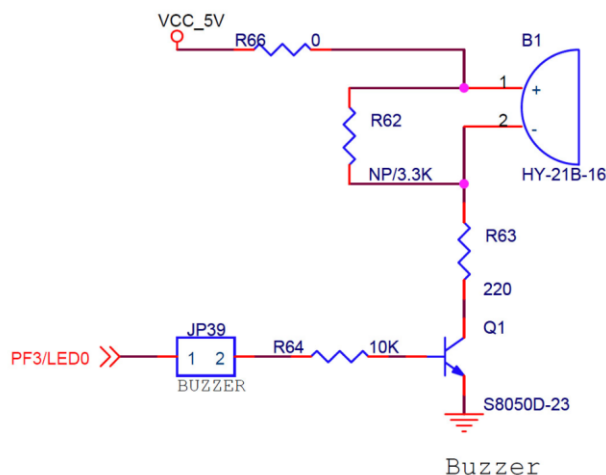 VCC_5V
R66 0
B1
1 +
R62
2 -
NP/3.3K
HY-21B-16
R63
220
JP39
Q1
PF3/LED0
1 2
R64 10K
BUZZER
S8050D-23
Buzzer